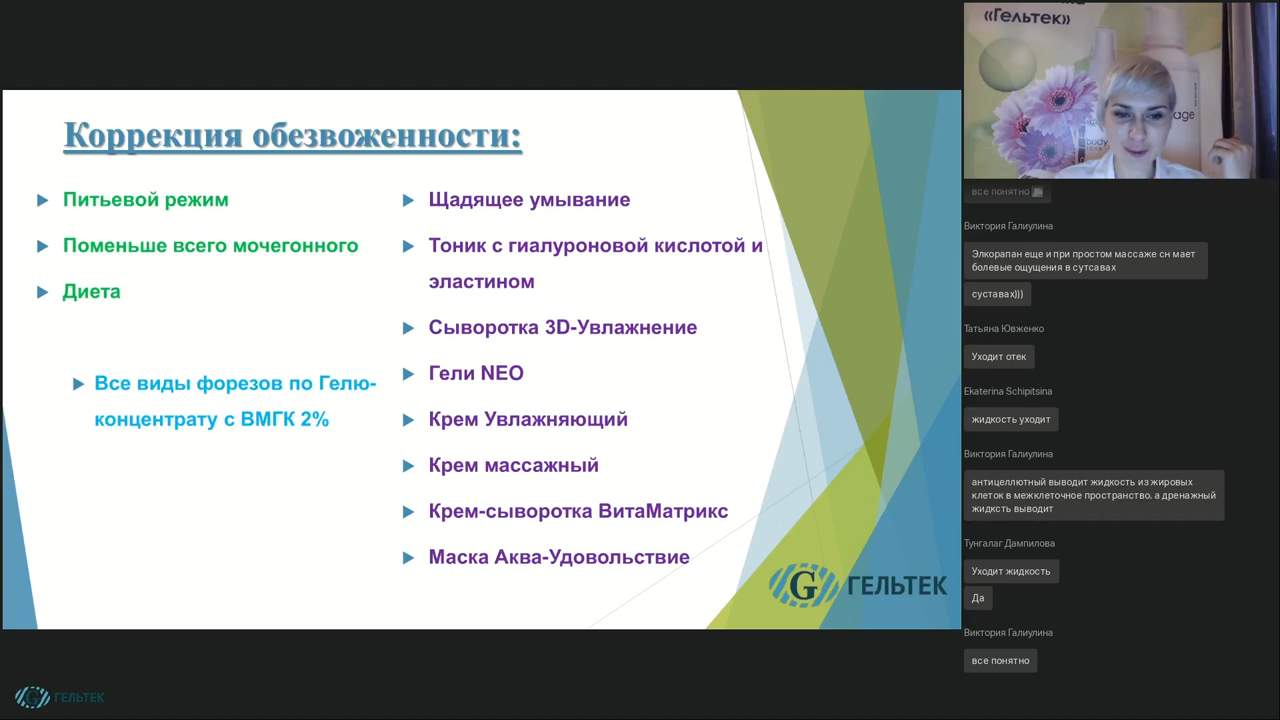 Коррекция обезвоженности:
Питьевой режим
Поменьше всего мочегонного
Диета
Все виды форезов по Гелю-
концентрату с ВМГК 2%
Щадящее умывание
Тоник с гиалуроновой кислотой и
эластином
Сыворотка 3D-Увлажнение
Гели NEO
Крем Увлажняющий
Крем массажный
Крем-сыворотка ВитаМатрикс
Маска Аква-Удовольствие
G ГЕЛЬТЕК
G ГЕЛЬТЕК
«Гельтек»
age
body
все понятно
Виктория Галиулина
Элкорапан еще и при простом массаже сн мает
болевые ощущения в сутсавах
суставах)))
Татьяна Ювженко
Уходит отек
Ekaterina Schipitsina
жидкость уходит
Виктория Галиулина
антицеллютный выводит жидкость из жировых
клеток в межклеточное пространство. а дренажный
жидксть выводит
Тунгалаг Дампилова
Уходит жидкость
Да
Виктория Галиулина
все понятно